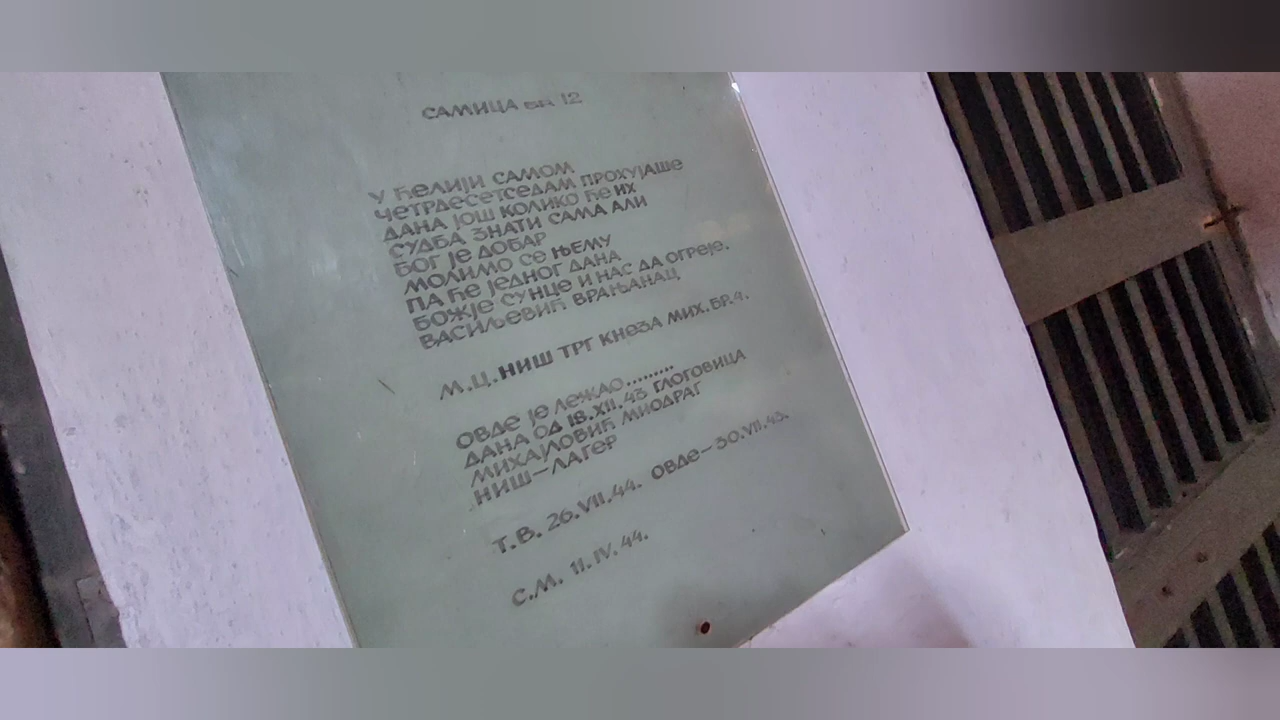 САМИЦА БР. 12
У ЋЕЛИЈИ САМОМ
ЧЕТРДЕСЕТСЕДАМ ПРОХУЈАШЕ
ДАНА ЈОШ КОЛИКО ЋЕ ИХ
СУДБА ЗНАТИ САМА АЛИ
БОГ ЈЕ ДОБАР
МОЛИМО СЕ ЊЕМУ
ПА ЋЕ ЈЕДНОГ ДАНА
БОЖЈЕ СУНЦЕ И НАС ДА ОГРЕЈЕ.
ВАСИЉЕВИЋ ВРАЊАНАЦ
М.Ц. НИШ ТРГ КНЕЗА МИХ. БР. 9.
ОВДЕ ЈЕ ЛЕЖАО.........
ДАНА ОД 18.XII.43 ГЛОГОВИЦА
МИХАЈЛОВИЋ МИОДРАГ
НИШ–ЛАГЕР
Т.В. 26.VII.44. ОВДЕ–30.VII.43.
С.М. 11.IV.44.